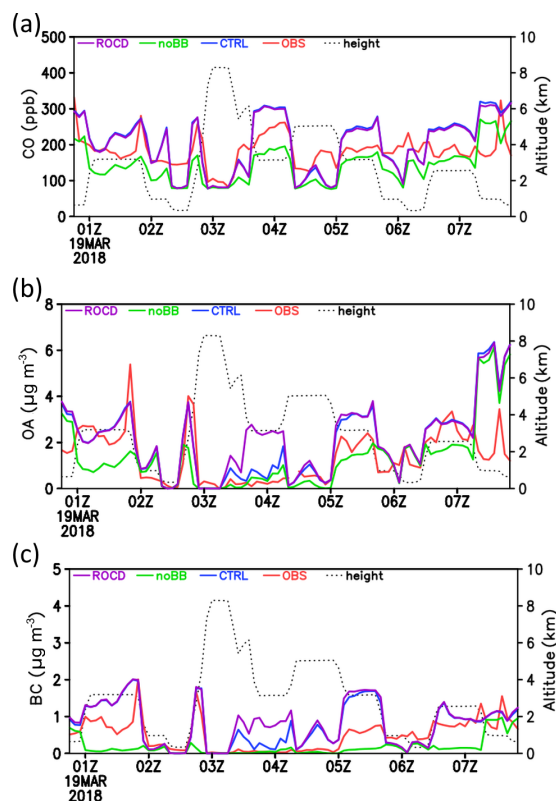 (a)
ROCD noBB CTRL OBS height
500
400
300
200
100
0
CO (ppb)
10
8
6
4
2
0
Altitude (km)
01Z 02Z 03Z 04Z 05Z 06Z 07Z
19MAR
2018
(b)
ROCD noBB CTRL OBS height
8
6
4
2
0
OA (µg m⁻³)
10
8
6
4
2
0
Altitude (km)
01Z 02Z 03Z 04Z 05Z 06Z 07Z
19MAR
2018
(c)
ROCD noBB CTRL OBS height
5
4
3
2
1
0
BC (µg m⁻³)
10
8
6
4
2
0
Altitude (km)
01Z 02Z 03Z 04Z 05Z 06Z 07Z
19MAR
2018